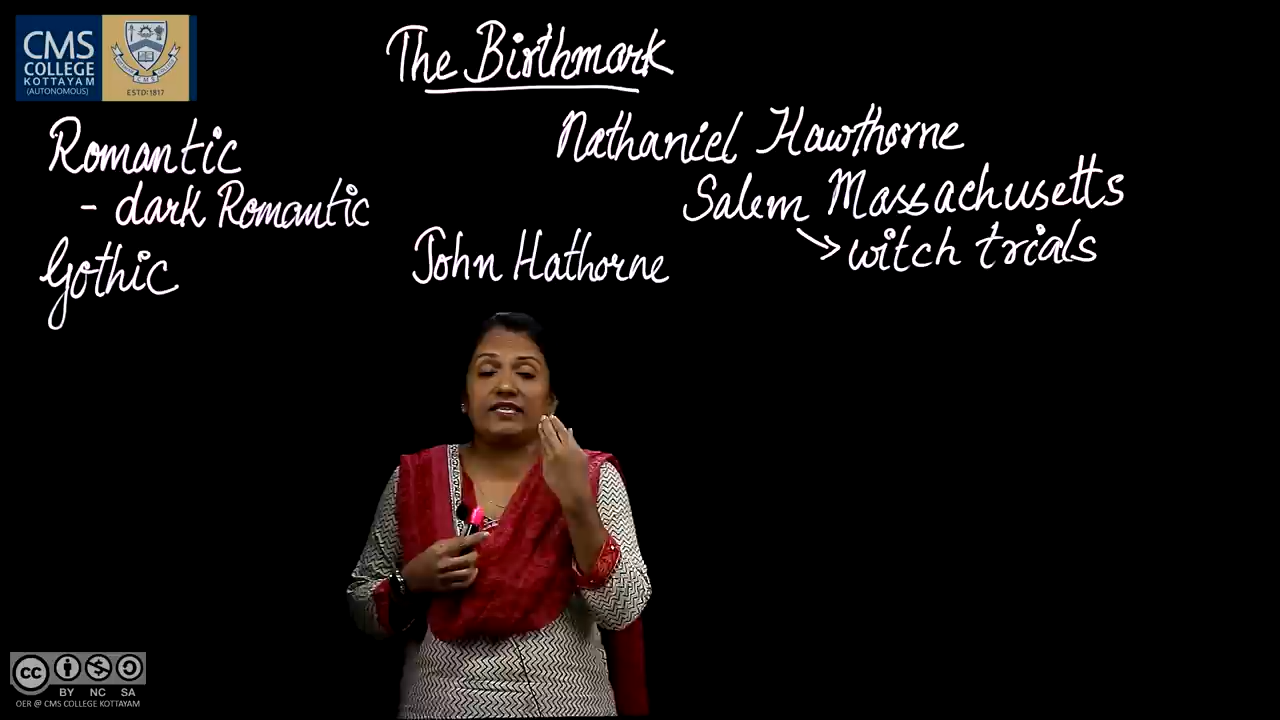 CMS
COLLEGE
KOTTAYAM
(AUTONOMOUS)
ESTD:1817
The Birthmark
Nathaniel Hawthorne
Salem Massachusetts
witch trials
Romantic
- dark Romantic
Gothic
John Hathorne
CC BY NC SA
OER @ CMS COLLEGE KOTTAYAM